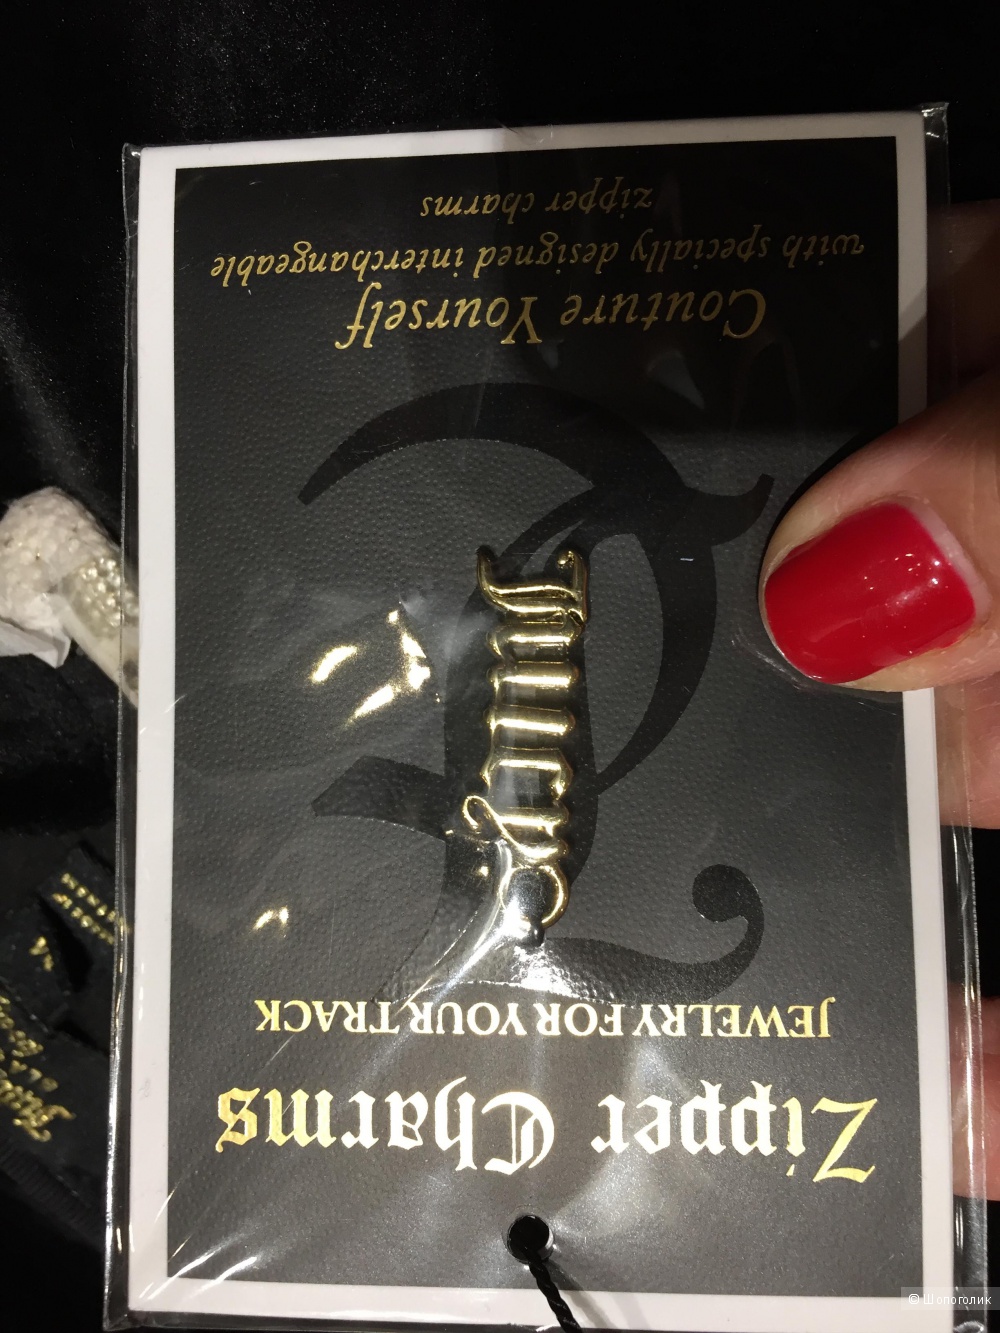 Zipper Charms
JEWELRY FOR YOUR TRACK
Juicy
Couture Yourself
with specially designed interchangeable
zipper charms
© Шопоголик